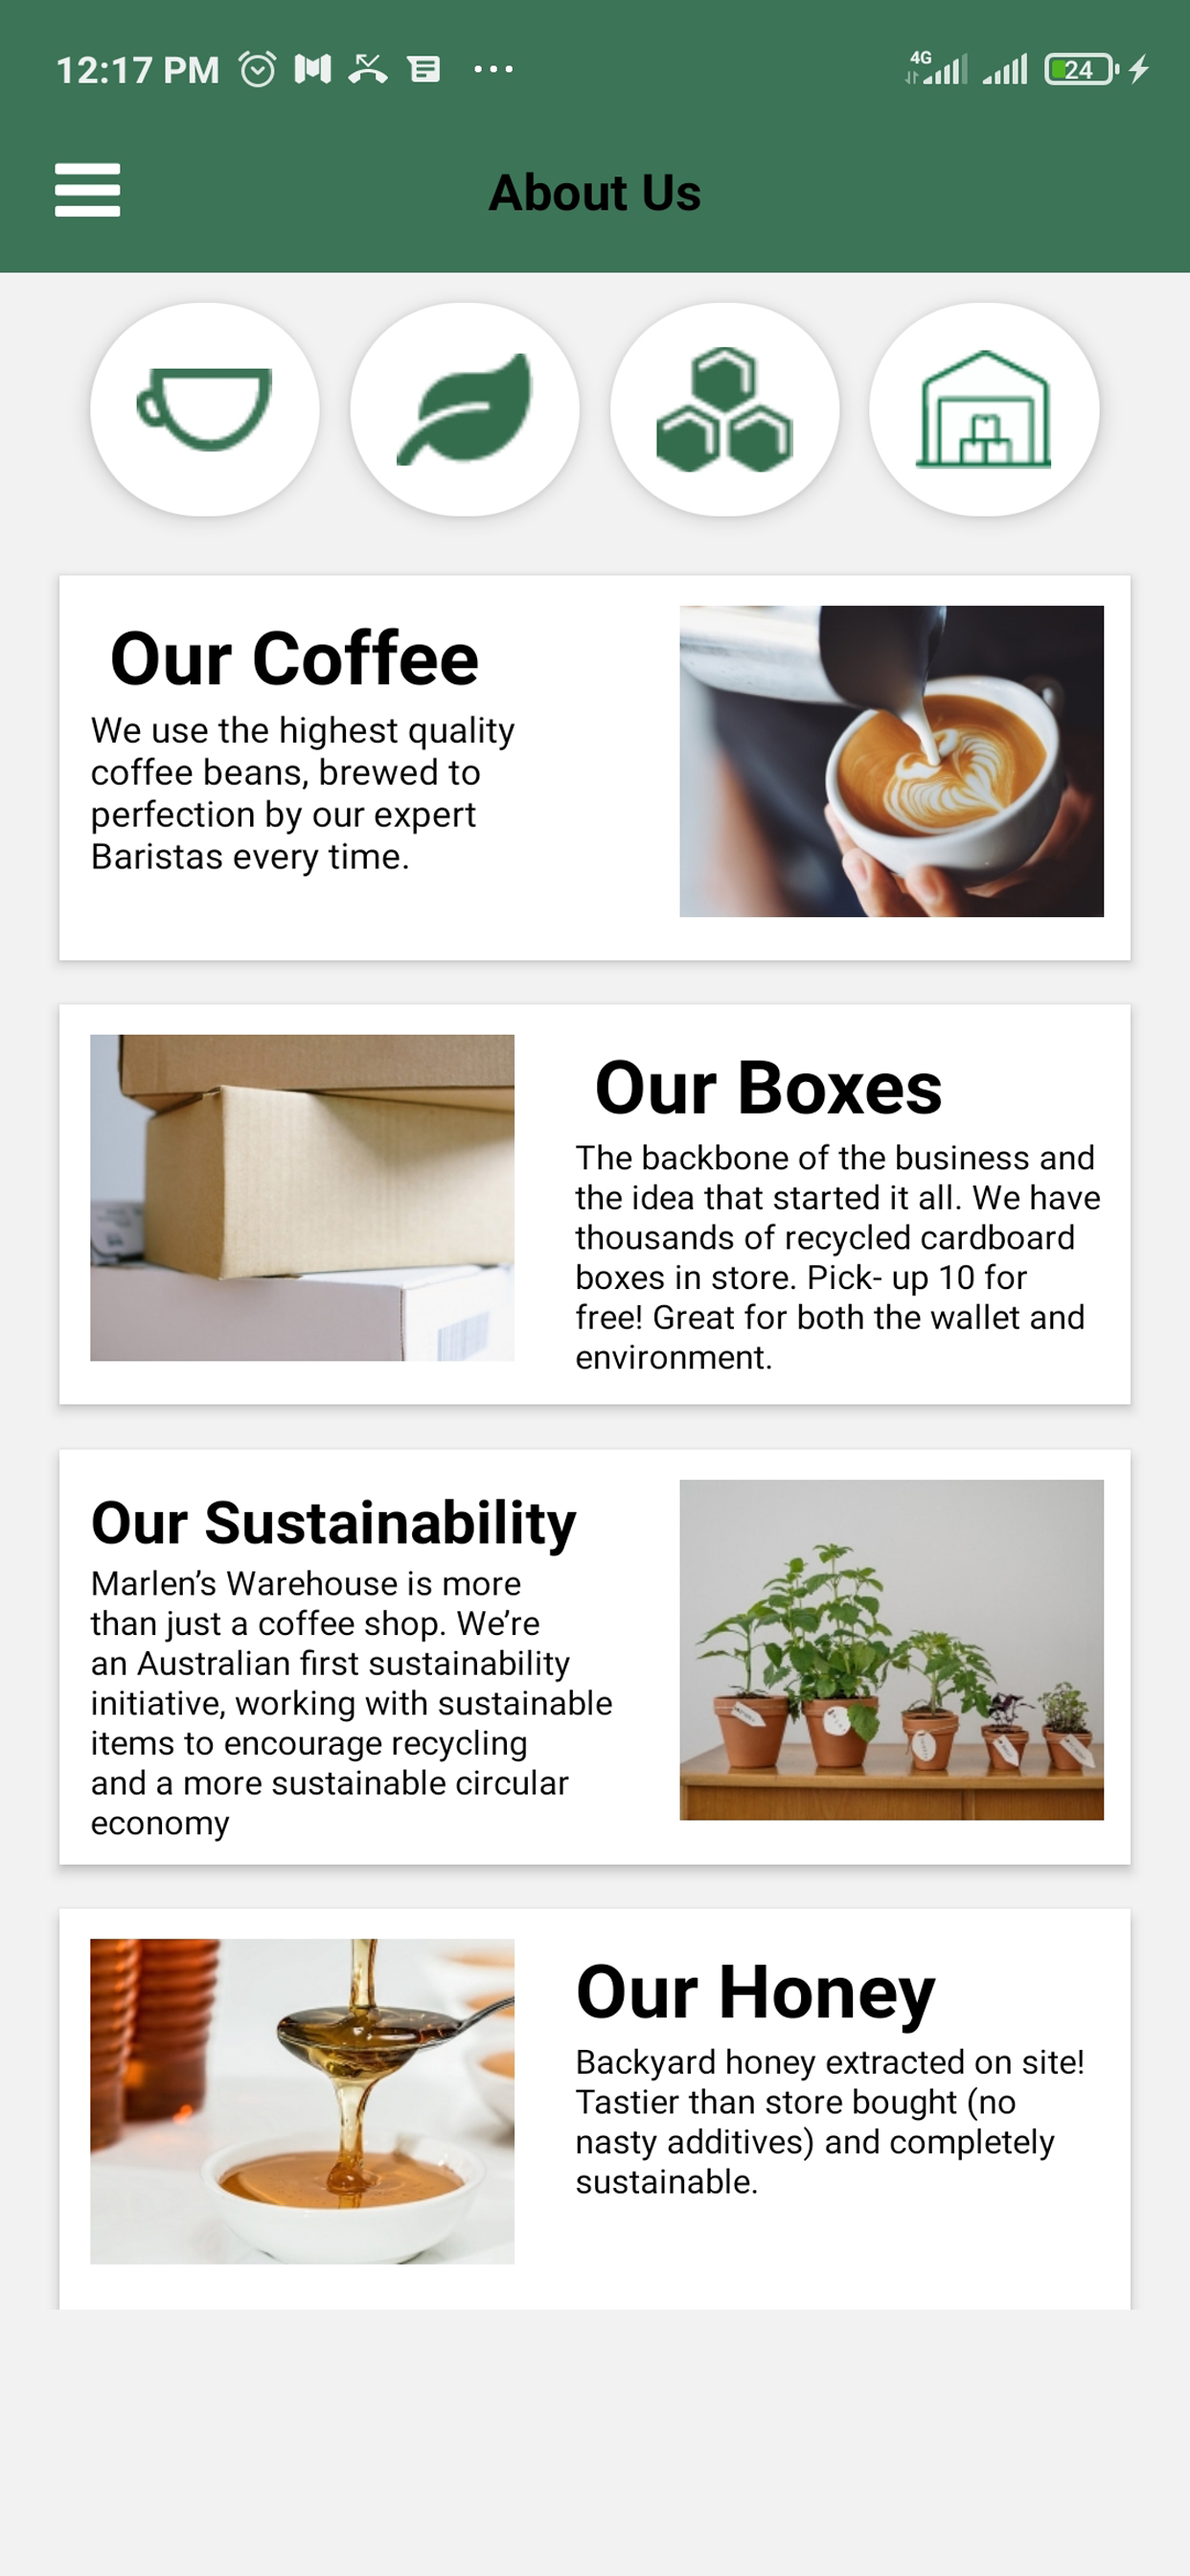 12:17 PM
4G
24
About Us
Our Coffee
We use the highest quality
coffee beans, brewed to
perfection by our expert
Baristas every time.
Our Boxes
The backbone of the business and
the idea that started it all. We have
thousands of recycled cardboard
boxes in store. Pick- up 10 for
free! Great for both the wallet and
environment.
Our Sustainability
Marlen’s Warehouse is more
than just a coffee shop. We’re
an Australian first sustainability
initiative, working with sustainable
items to encourage recycling
and a more sustainable circular
economy
Our Honey
Backyard honey extracted on site!
Tastier than store bought (no
nasty additives) and completely
sustainable.